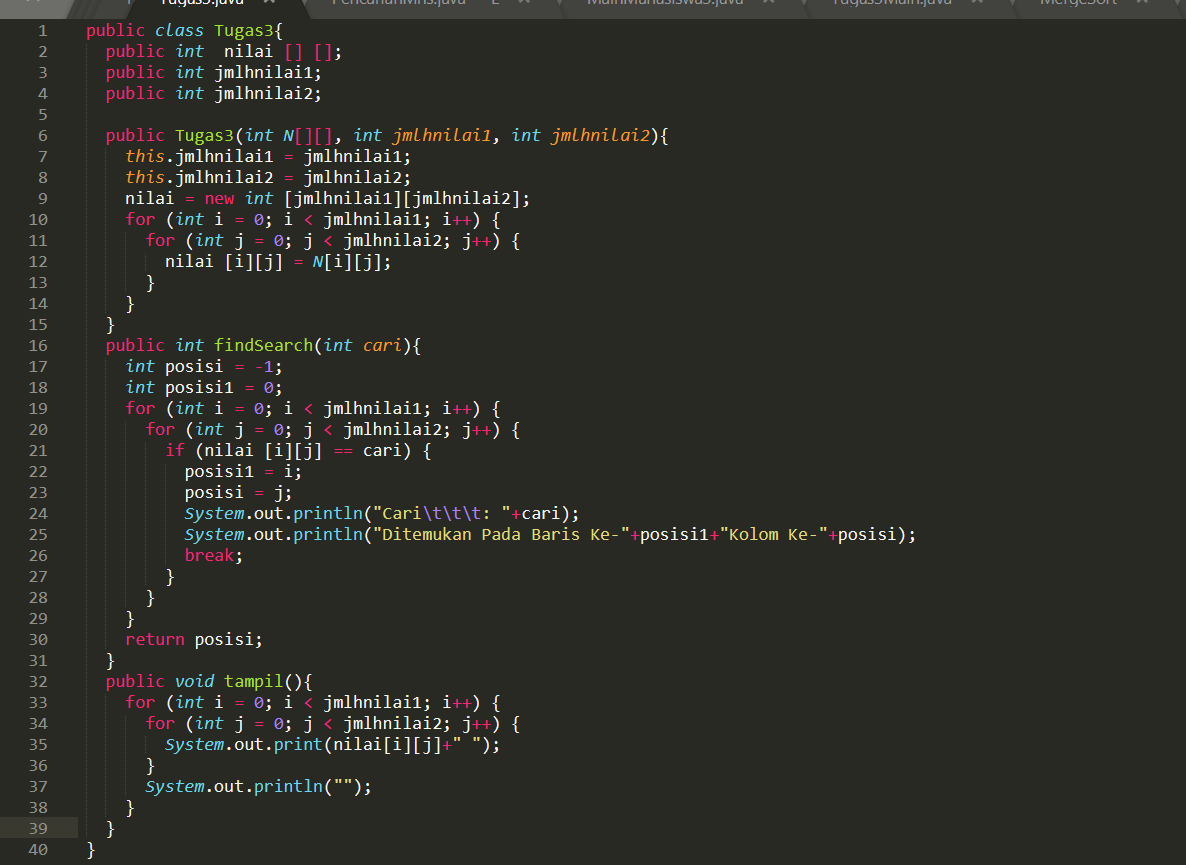 Tugas3.java PencarianMhs.java MainMahasiswa3.java Tugas3Main.java MergeSort
1 public class Tugas3{
2 public int  nilai [] [];
3 public int jmlhnilai1;
4 public int jmlhnilai2;
5
6 public Tugas3(int N[][], int jmlhnilai1, int jmlhnilai2){
7 this.jmlhnilai1 = jmlhnilai1;
8 this.jmlhnilai2 = jmlhnilai2;
9 nilai = new int [jmlhnilai1][jmlhnilai2];
10 for (int i = 0; i < jmlhnilai1; i++) {
11 for (int j = 0; j < jmlhnilai2; j++) {
12 nilai [i][j] = N[i][j];
13 }
14 }
15 }
16 public int findSearch(int cari){
17 int posisi = -1;
18 int posisi1 = 0;
19 for (int i = 0; i < jmlhnilai1; i++) {
20 for (int j = 0; j < jmlhnilai2; j++) {
21 if (nilai [i][j] == cari) {
22 posisi1 = i;
23 posisi = j;
24 System.out.println("Cari\t\t\t: "+cari);
25 System.out.println("Ditemukan Pada Baris Ke-"+posisi1+"Kolom Ke-"+posisi);
26 break;
27 }
28 }
29 }
30 return posisi;
31 }
32 public void tampil(){
33 for (int i = 0; i < jmlhnilai1; i++) {
34 for (int j = 0; j < jmlhnilai2; j++) {
35 System.out.print(nilai[i][j]+" ");
36 }
37 System.out.println("");
38 }
39 }
40 }